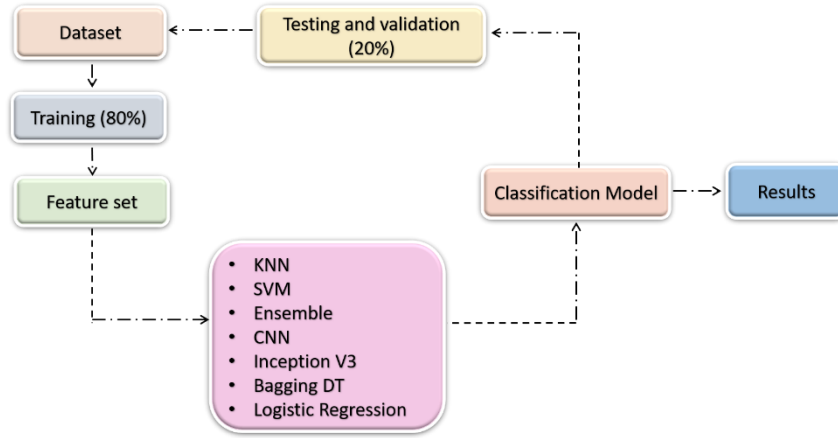 Dataset
Testing and validation
(20%)
Training (80%)
Feature set
Classification Model
Results
• KNN
• SVM
• Ensemble
• CNN
• Inception V3
• Bagging DT
• Logistic Regression